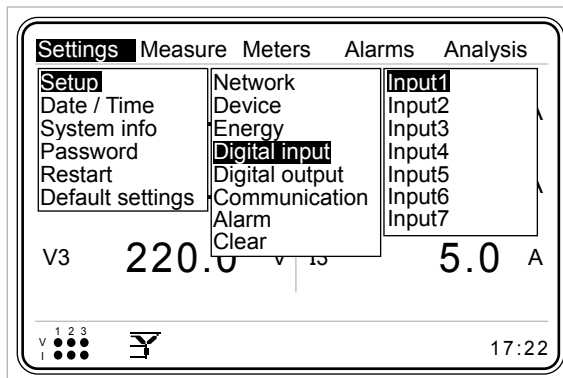 Settings Measure Meters Alarms Analysis
Setup
Date / Time
System info
Password
Restart
Default settings
Network
Device
Energy
Digital input
Digital output
Communication
Alarm
Clear
Input1
Input2
Input3
Input4
Input5
Input6
Input7
V3 220.0 V I3 5.0 A
1 2 3
V
I
17:22